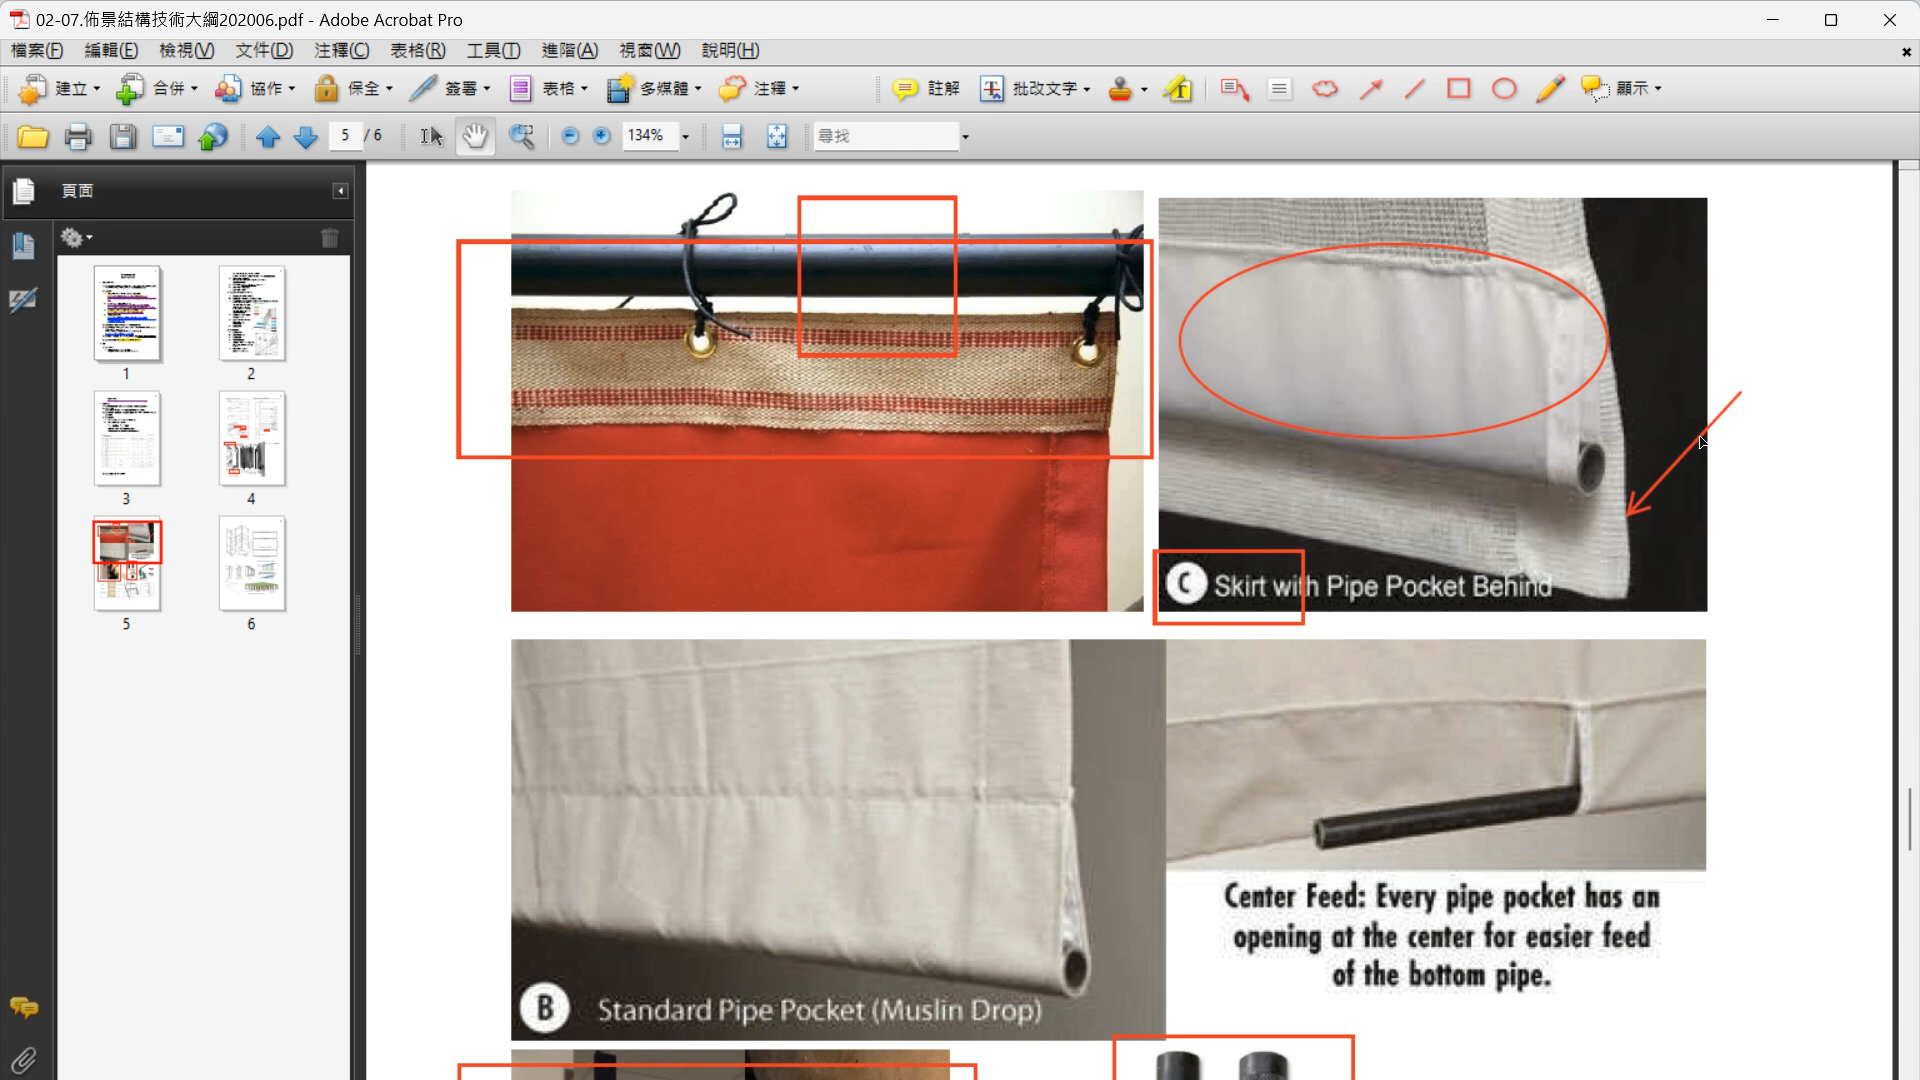 02-07.佈景結構技術大綱202006.pdf - Adobe Acrobat Pro
檔案(F) 編輯(E) 檢視(V) 文件(D) 注釋(C) 表格(R) 工具(T) 進階(A) 視窗(W) 說明(H)
建立 合併 協作 保全 簽署 表格 多媒體 注釋 註解 批改文字 顯示
5 / 6 134% 尋找
頁面
1 2
3 4
5 6
C Skirt with Pipe Pocket Behind
Center Feed: Every pipe pocket has an
opening at the center for easier feed
of the bottom pipe.
B Standard Pipe Pocket (Muslin Drop)